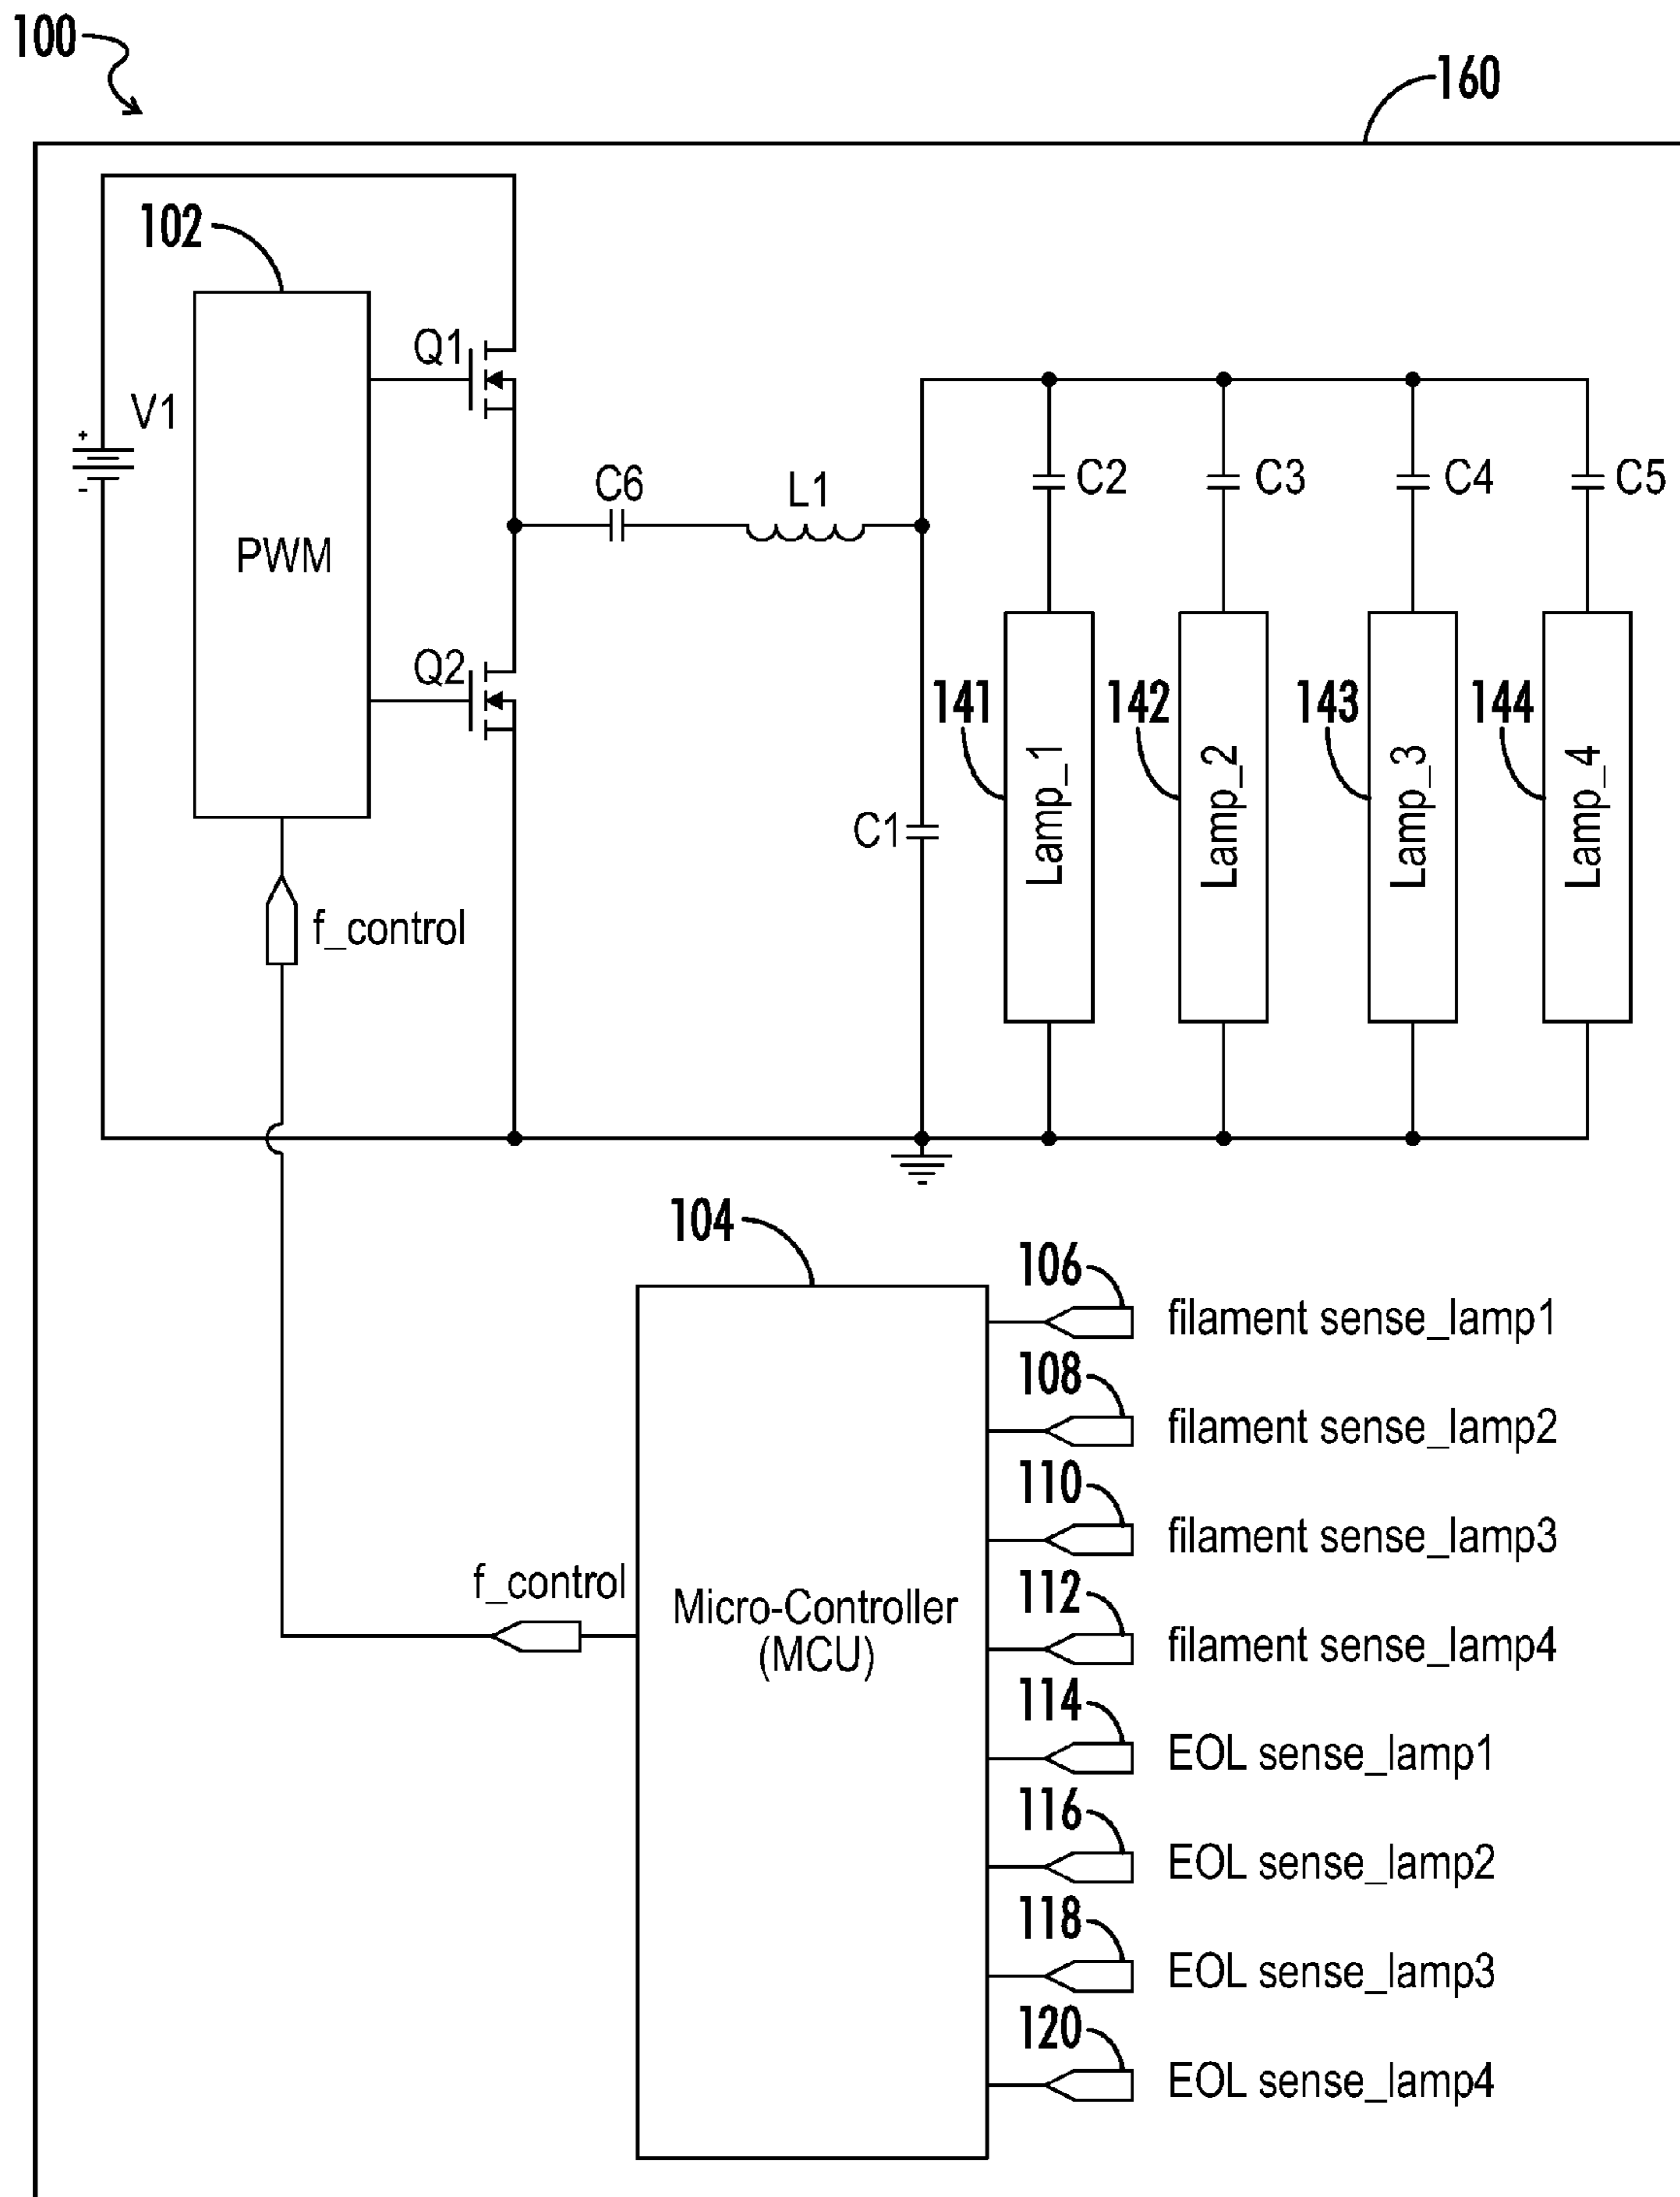 100
160
102
Q1
V1
+
-
PWM
C6
L1
C2
C3
C4
C5
Q2
141
142
143
144
Lamp_1
Lamp_2
Lamp_3
Lamp_4
C1
f_control
104
106
filament sense_lamp1
108
filament sense_lamp2
110
filament sense_lamp3
f_control
Micro-Controller
(MCU)
112
filament sense_lamp4
114
EOL sense_lamp1
116
EOL sense_lamp2
118
EOL sense_lamp3
120
EOL sense_lamp4